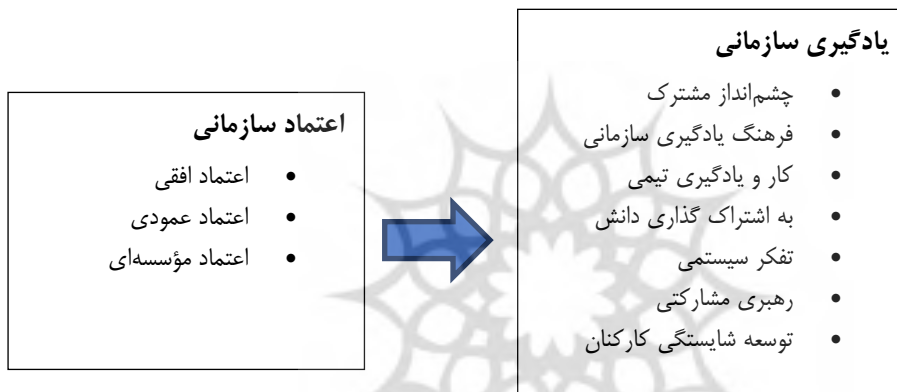 یادگیری سازمانی
• چشم‌انداز مشترک
• فرهنگ یادگیری سازمانی
• کار و یادگیری تیمی
• به اشتراک گذاری دانش
• تفکر سیستمی
• رهبری مشارکتی
• توسعه شایستگی کارکنان
اعتماد سازمانی
• اعتماد افقی
• اعتماد عمودی
• اعتماد مؤسسه‌ای